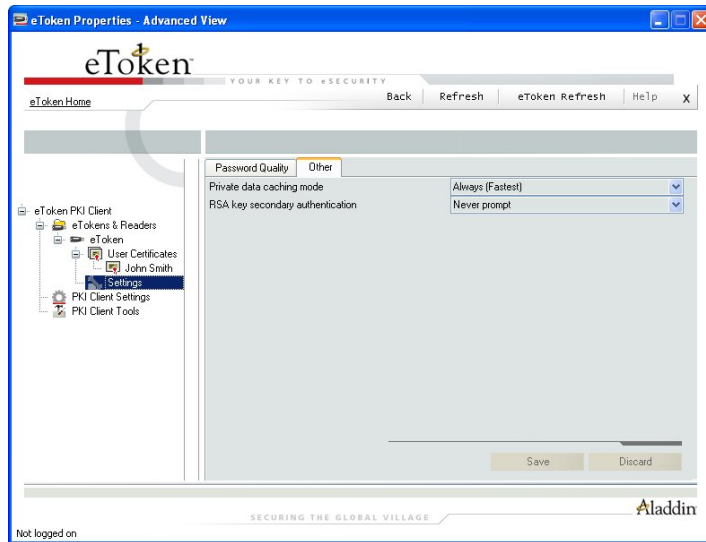 eToken Properties - Advanced View
eToken
YOUR KEY TO eSECURITY
eToken Home
Back
Refresh
eToken Refresh
Help
x
Password Quality
Other
Private data caching mode
Always (Fastest)
RSA key secondary authentication
Never prompt
eToken PKI Client
eTokens & Readers
eToken
User Certificates
John Smith
Settings
PKI Client Settings
PKI Client Tools
Save
Discard
SECURING THE GLOBAL VILLAGE
Aladdin
Not logged on